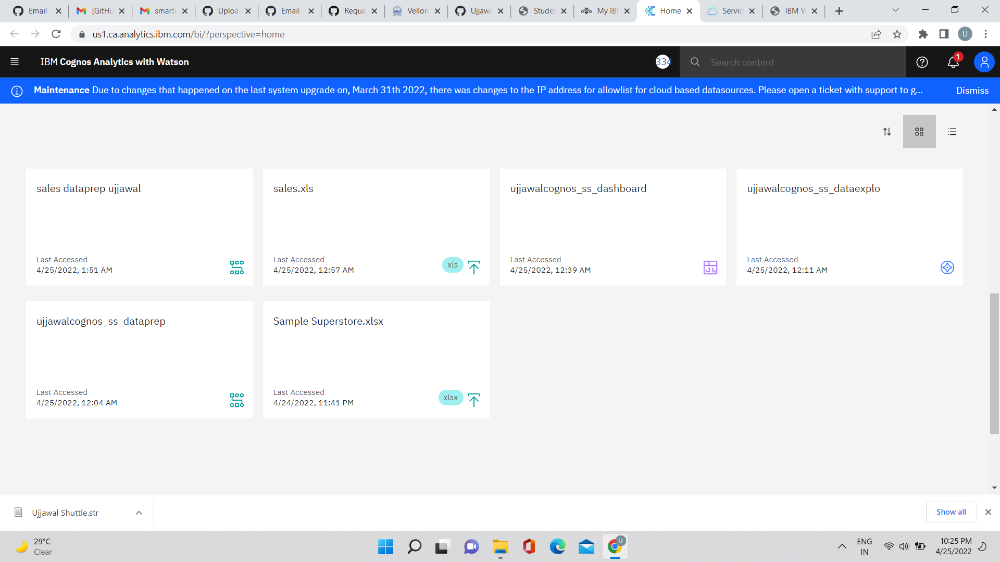 Email
[GitHu
smarti
Uploa
Email
Reque
Vellore
Ujjawa
Studen
My IB
Home
Servic
IBM W
us1.ca.analytics.ibm.com/bi/?perspective=home
U
IBM Cognos Analytics with Watson
334
Search content
1
Maintenance Due to changes that happened on the last system upgrade on, March 31th 2022, there was changes to the IP address for allowlist for cloud based datasources. Please open a ticket with support to g...
Dismiss
sales dataprep ujjawal
Last Accessed
4/25/2022, 1:51 AM
sales.xls
Last Accessed
4/25/2022, 12:57 AM
xls
ujjawalcognos_ss_dashboard
Last Accessed
4/25/2022, 12:39 AM
ujjawalcognos_ss_dataexplo
Last Accessed
4/25/2022, 12:11 AM
ujjawalcognos_ss_dataprep
Last Accessed
4/25/2022, 12:04 AM
Sample Superstore.xlsx
Last Accessed
4/24/2022, 11:41 PM
xlsx
Ujjawal Shuttle.str
Show all
29°C
Clear
U
ENG
IN
10:25 PM
4/25/2022